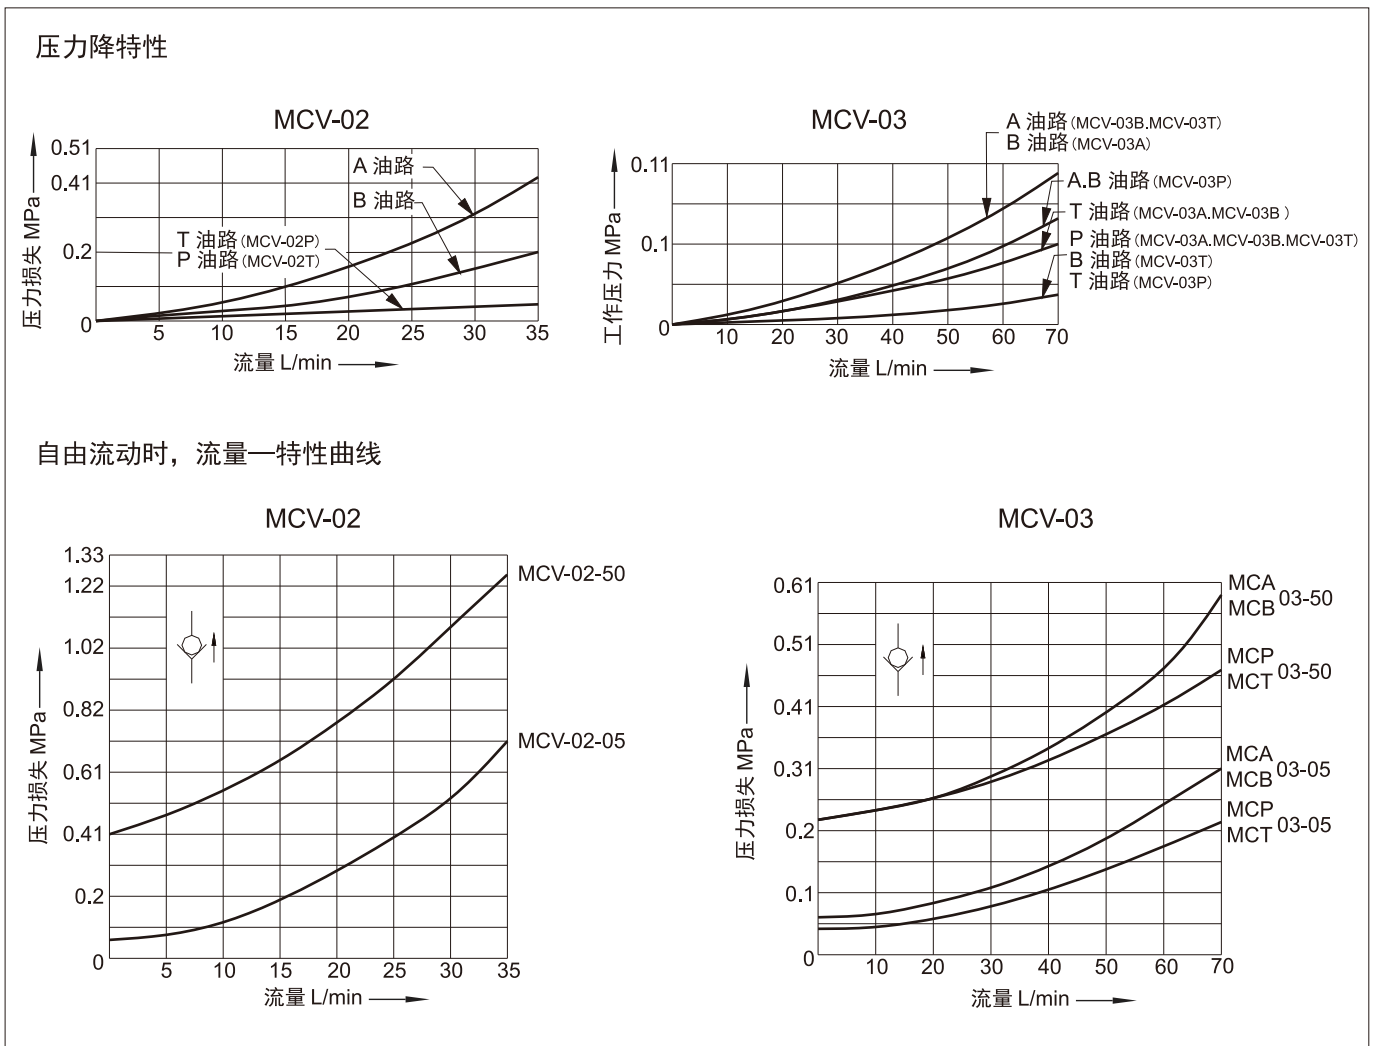 压力降特性
MCV-02
压力损失 MPa
0.51
0.41
0.2
0
A 油路
B 油路
T 油路(MCV-02P)
P 油路(MCV-02T)
5 10 15 20 25 30 35
流量 L/min
MCV-03
工作压力 MPa
0.11
0.1
0
A 油路(MCV-03B.MCV-03T)
B 油路(MCV-03A)
A.B 油路(MCV-03P)
T 油路(MCV-03A.MCV-03B)
P 油路(MCV-03A.MCV-03B.MCV-03T)
B 油路(MCV-03T)
T 油路(MCV-03P)
10 20 30 40 50 60 70
流量 L/min
自由流动时，流量一特性曲线
MCV-02
压力损失 MPa
1.33
1.22
1.02
0.82
0.61
0.41
0.2
0
MCV-02-50
MCV-02-05
5 10 15 20 25 30 35
流量 L/min
MCV-03
压力损失 MPa
0.61
0.51
0.41
0.31
0.2
0.1
0
MCA
MCB 03-50
MCP
MCT 03-50
MCA
MCB 03-05
MCP
MCT 03-05
10 20 30 40 50 60 70
流量 L/min